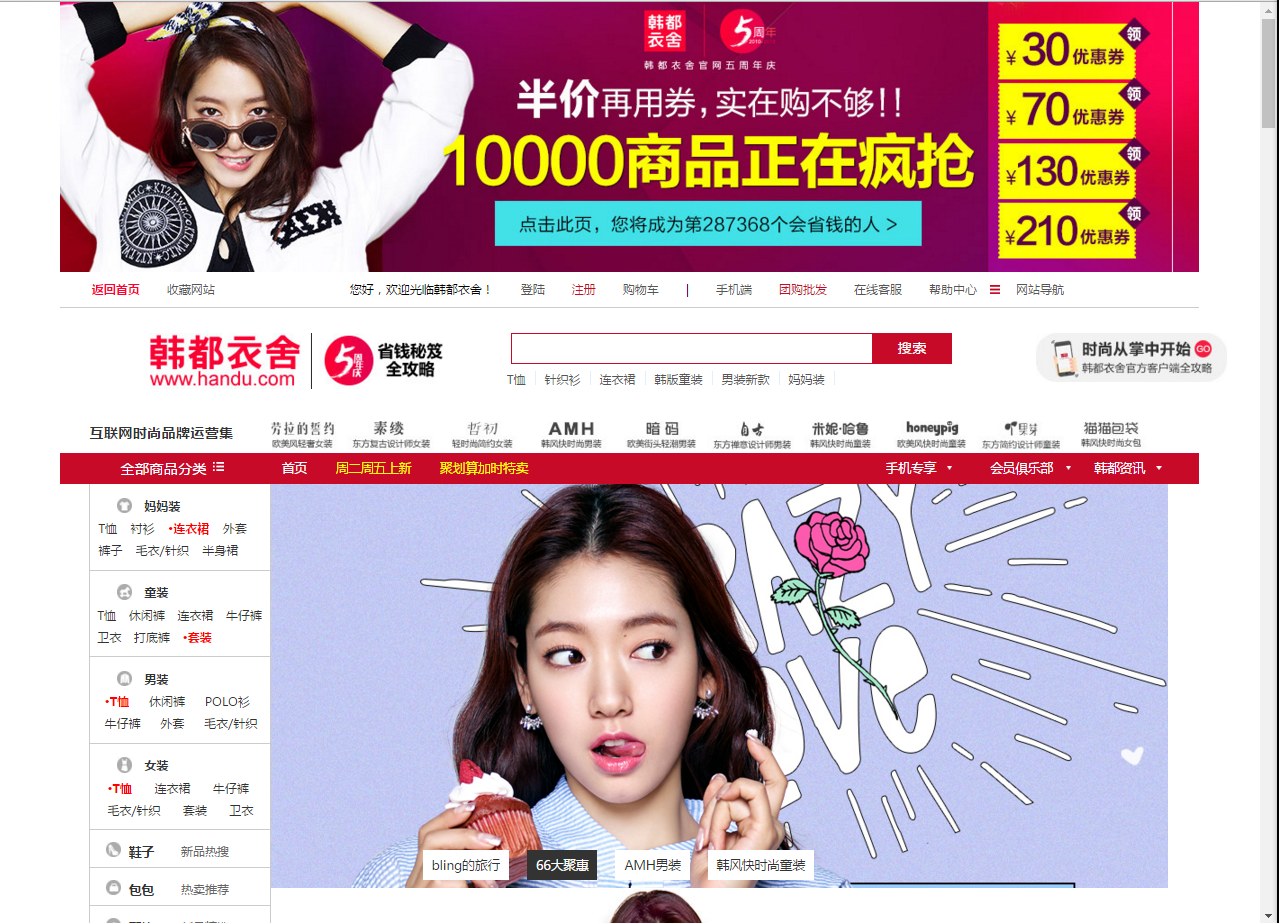 韩都衣舍
5周年
韩都衣舍官网五周年庆
半价再用券,实在购不够!!
10000商品正在疯抢
点击此页，您将成为第287368个会省钱的人 >
¥30优惠券 领
¥70优惠券 领
¥130优惠券 领
¥210优惠券 领
返回首页 收藏网站 您好，欢迎光临韩都衣舍！ 登陆 注册 购物车 | 手机端 团购批发 在线客服 帮助中心 网站导航
韩都衣舍
www.handu.com
5周年庆
省钱秘笈
全攻略
搜索
T恤 针织衫 连衣裙 韩版童装 男装新款 妈妈装
时尚从掌中开始 GO
韩都衣舍官方客户端全攻略
互联网时尚品牌运营集
劳拉的誓约 素缕 哲初 AMH 暗码 自古 米妮·哈鲁 honeypig 果芽 猫猫包袋
欧美风轻奢女装 东方复古设计师女装 轻时尚简约女装 韩风快时尚男装 欧美街头轻潮男装 东方禅意设计师男装 韩风快时尚童装 欧美风快时尚童装 东方简约设计师童装 韩风快时尚女包
全部商品分类 首页 周二周五上新 聚划算加时特卖 手机专享 会员俱乐部 韩都资讯
妈妈装
T恤 衬衫 •连衣裙 外套
裤子 毛衣/针织 半身裙
童装
T恤 休闲裤 连衣裙 牛仔裤
卫衣 打底裤 •套装
男装
•T恤 休闲裤 POLO衫
牛仔裤 外套 毛衣/针织
女装
•T恤 连衣裙 牛仔裤
毛衣/针织 套装 卫衣
鞋子 新品热搜
包包 热卖推荐
LOVE
bling的旅行 66大聚惠 AMH男装 韩风快时尚童装